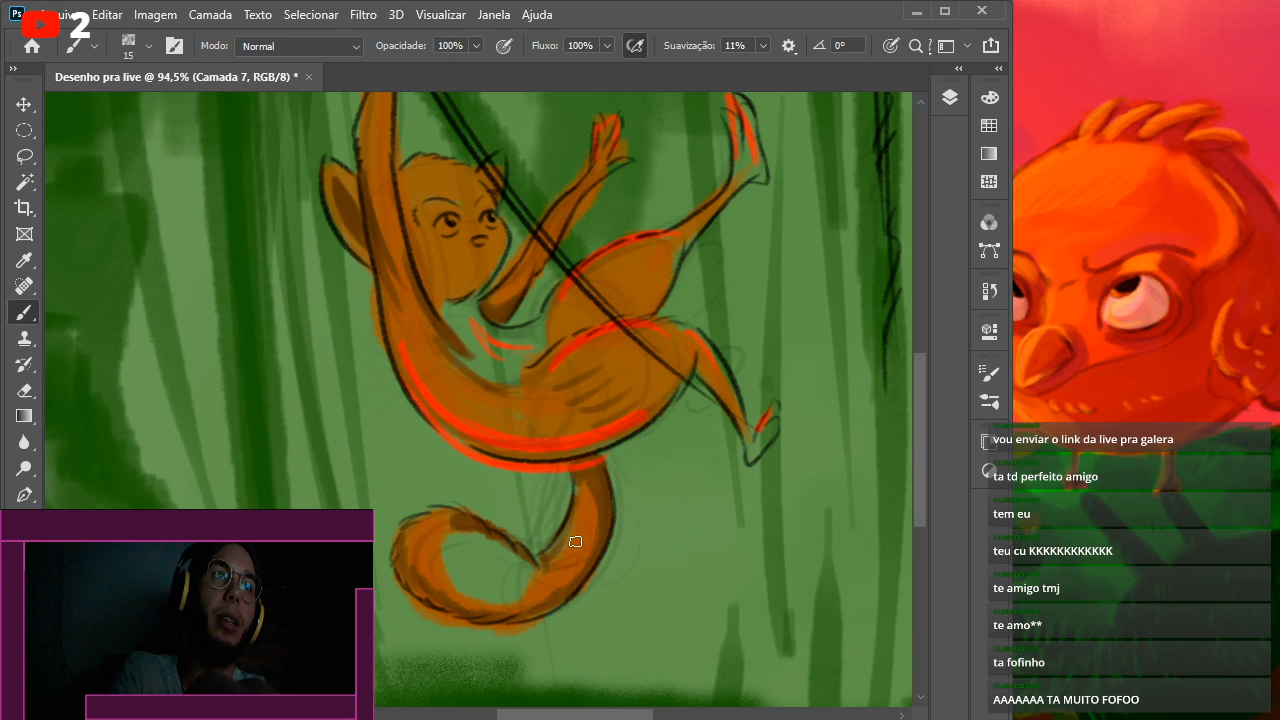 Ps
Arquivo Editar Imagem Camada Texto Selecionar Filtro 3D Visualizar Janela Ajuda
2
15
Modo: Normal Opacidade: 100% Fluxo: 100% Suavização: 11% 0°
Desenho pra live @ 94,5% (Camada 7, RGB/8) *
vou enviar o link da live pra galera
ta td perfeito amigo
tem eu
teu cu KKKKKKKKKKKK
te amigo tmj
te amo**
ta fofinho
AAAAAAA TA MUITO FOFOO